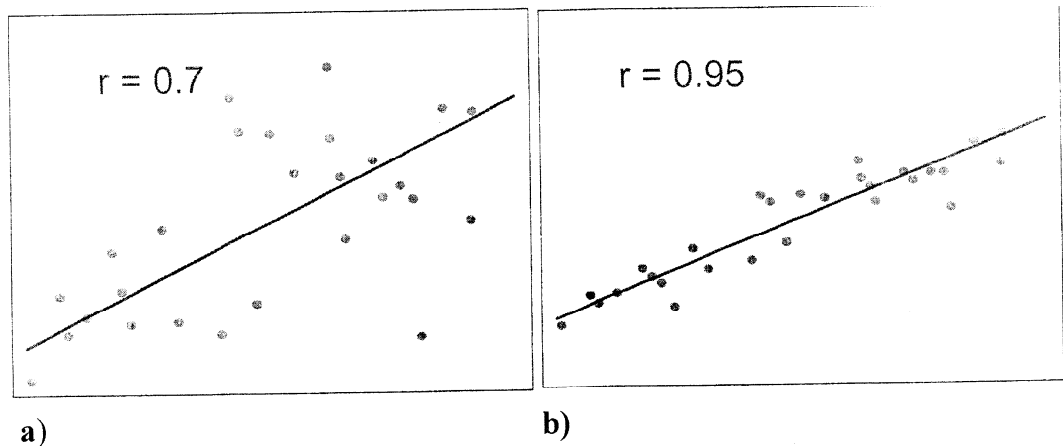 r = 0.7
r = 0.95
a)
b)